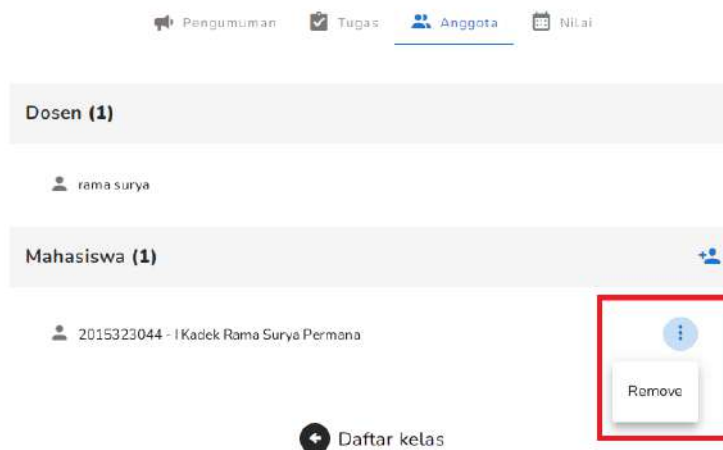 Pengumuman Tugas Anggota Nilai
Dosen (1)
rama surya
Mahasiswa (1)
2015323044 - I Kadek Rama Surya Permana
Remove
Daftar kelas